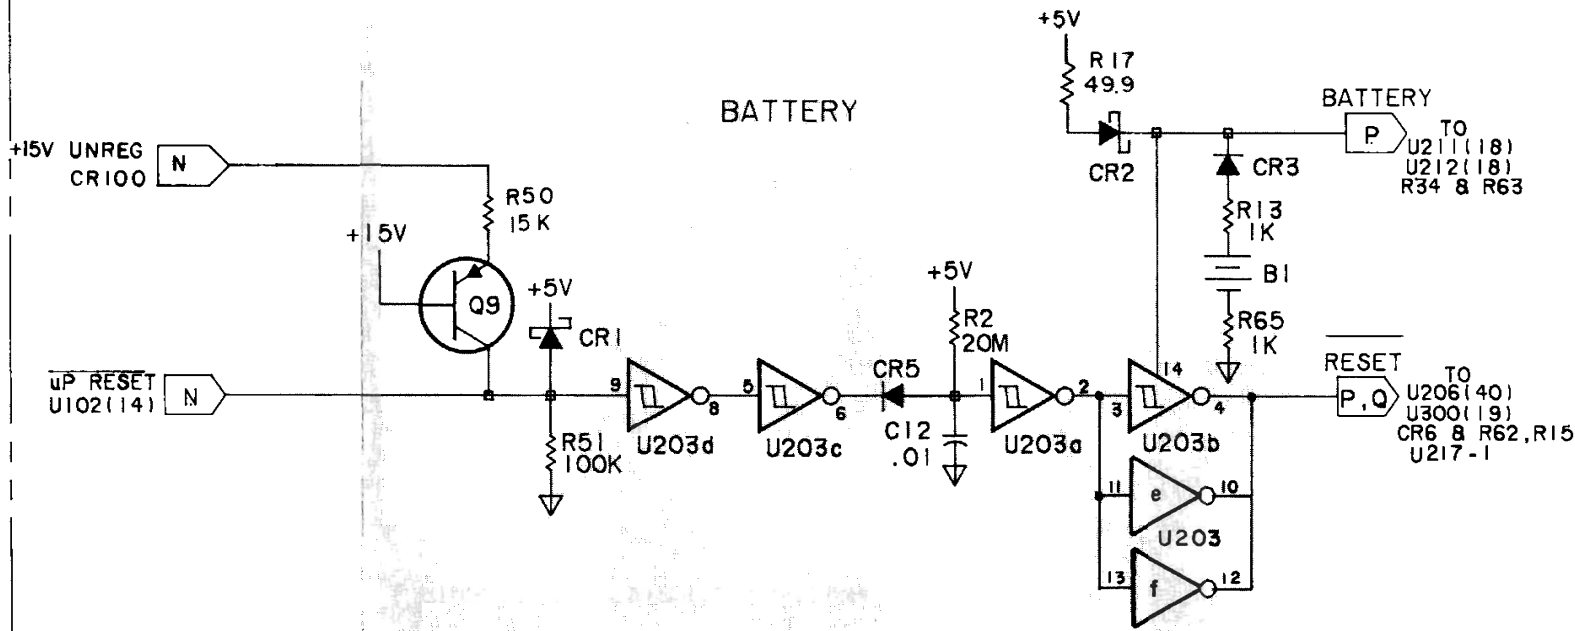 BATTERY
+5V
R17
49.9
CR2
BATTERY
P
TO
U211(18)
U212(18)
R34 & R63
CR3
R13
1K
B1
R65
1K
+15V UNREG
CR100
N
R50
15K
+15V
Q9
+5V
CR1
uP RESET
U102(14)
N
R51
100K
9
8
U203d
5
6
U203c
CR5
+5V
R2
20M
C12
.01
1
2
U203a
3
14
4
U203b
11
e
10
U203
13
f
12
RESET
P,Q
TO
U206(40)
U300(19)
CR6 & R62,R15
U217-1